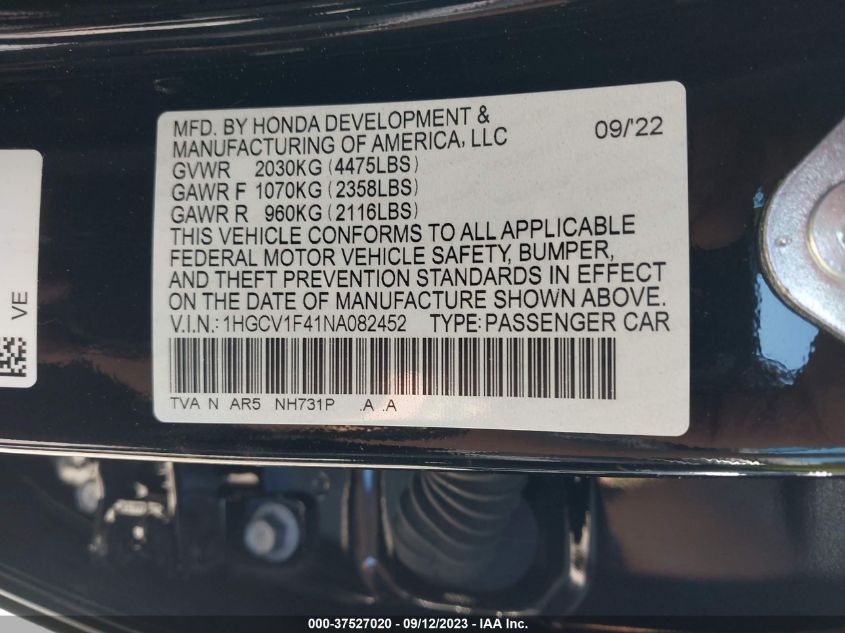 MFD. BY HONDA DEVELOPMENT & 09/'22
MANUFACTURING OF AMERICA, LLC
GVWR 2030KG (4475LBS)
GAWR F 1070KG (2358LBS)
GAWR R 960KG (2116LBS)
THIS VEHICLE CONFORMS TO ALL APPLICABLE
FEDERAL MOTOR VEHICLE SAFETY, BUMPER,
AND THEFT PREVENTION STANDARDS IN EFFECT
ON THE DATE OF MANUFACTURE SHOWN ABOVE.
V.I.N.: 1HGCV1F41NA082452 TYPE: PASSENGER CAR
TVA N AR5 NH731P .A .A
VE
000-37527020 - 09/12/2023 - IAA Inc.